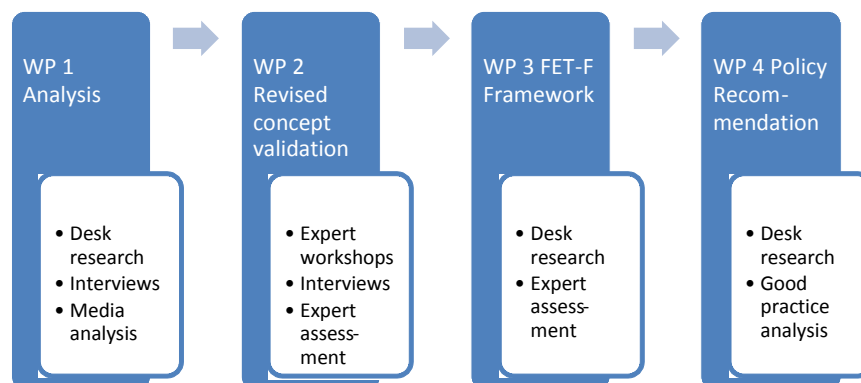 WP 1
Analysis
• Desk
research
• Interviews
• Media
analysis
WP 2
Revised
concept
validation
• Expert
workshops
• Interviews
• Expert
assess-
ment
WP 3 FET-F
Framework
• Desk
research
• Expert
assess-
ment
WP 4 Policy
Recom-
mendation
• Desk
research
• Good
practice
analysis